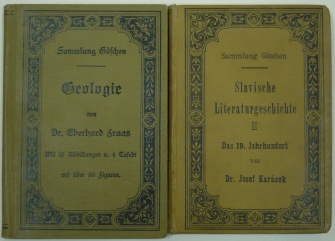 Sammlung Göschen
Geologie
von
Dr. Eberhard Fraas
Mit 16 Abbildungen u. 4 Tafeln
mit über 50 Figuren.
Sammlung Göschen
Slavische
Literaturgeschichte
II
Das 19. Jahrhundert
von
Dr. Josef Karásek